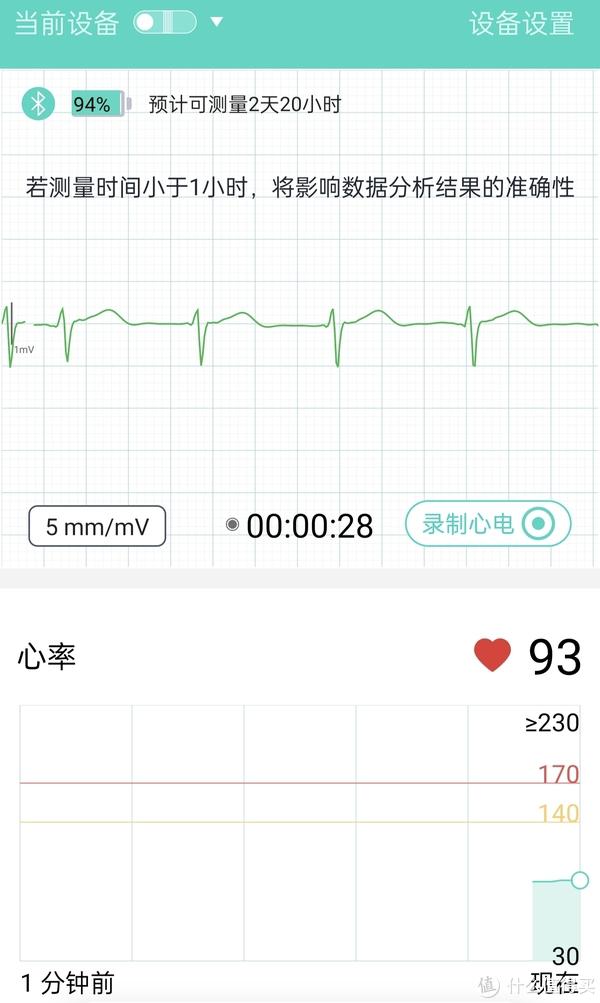 当前设备
设备设置
94%
预计可测量2天20小时
若测量时间小于1小时，将影响数据分析结果的准确性
1mV
5 mm/mV
00:00:28
录制心电
心率
93
≥230
170
140
30
1 分钟前
现在
值 什么值得买